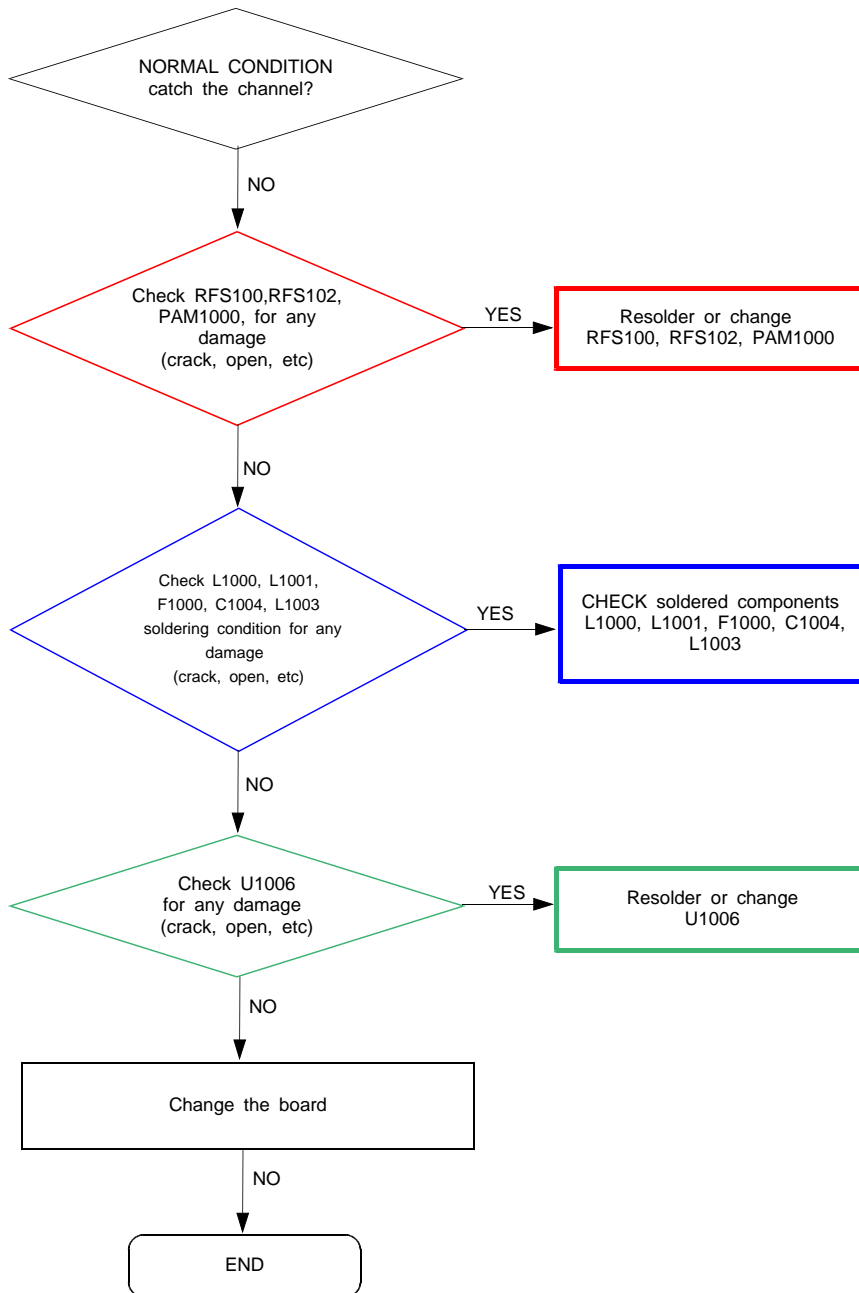 NORMAL CONDITION
catch the channel?
NO
Check RFS100,RFS102,
PAM1000, for any
damage
(crack, open, etc)
YES
Resolder or change
RFS100, RFS102, PAM1000
NO
Check L1000, L1001,
F1000, C1004, L1003
soldering condition for any
damage
(crack, open, etc)
YES
CHECK soldered components
L1000, L1001, F1000, C1004,
L1003
NO
Check U1006
for any damage
(crack, open, etc)
YES
Resolder or change
U1006
NO
Change the board
NO
END